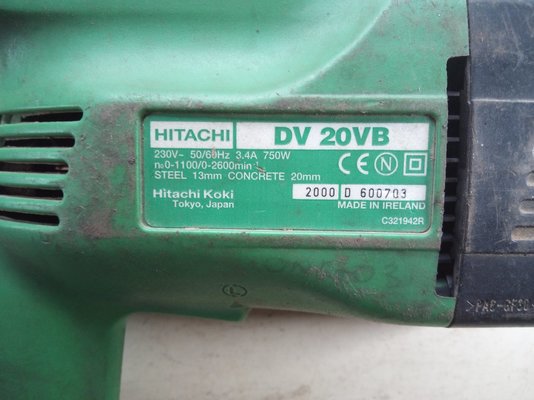 HITACHI DV 20VB
230V~ 50/60Hz 3.4A 750W
n₀0-1100/0-2600min⁻¹
STEEL 13mm CONCRETE 20mm
CE N
Hitachi Koki 2000 D 600703
Tokyo, Japan MADE IN IRELAND
C321942R